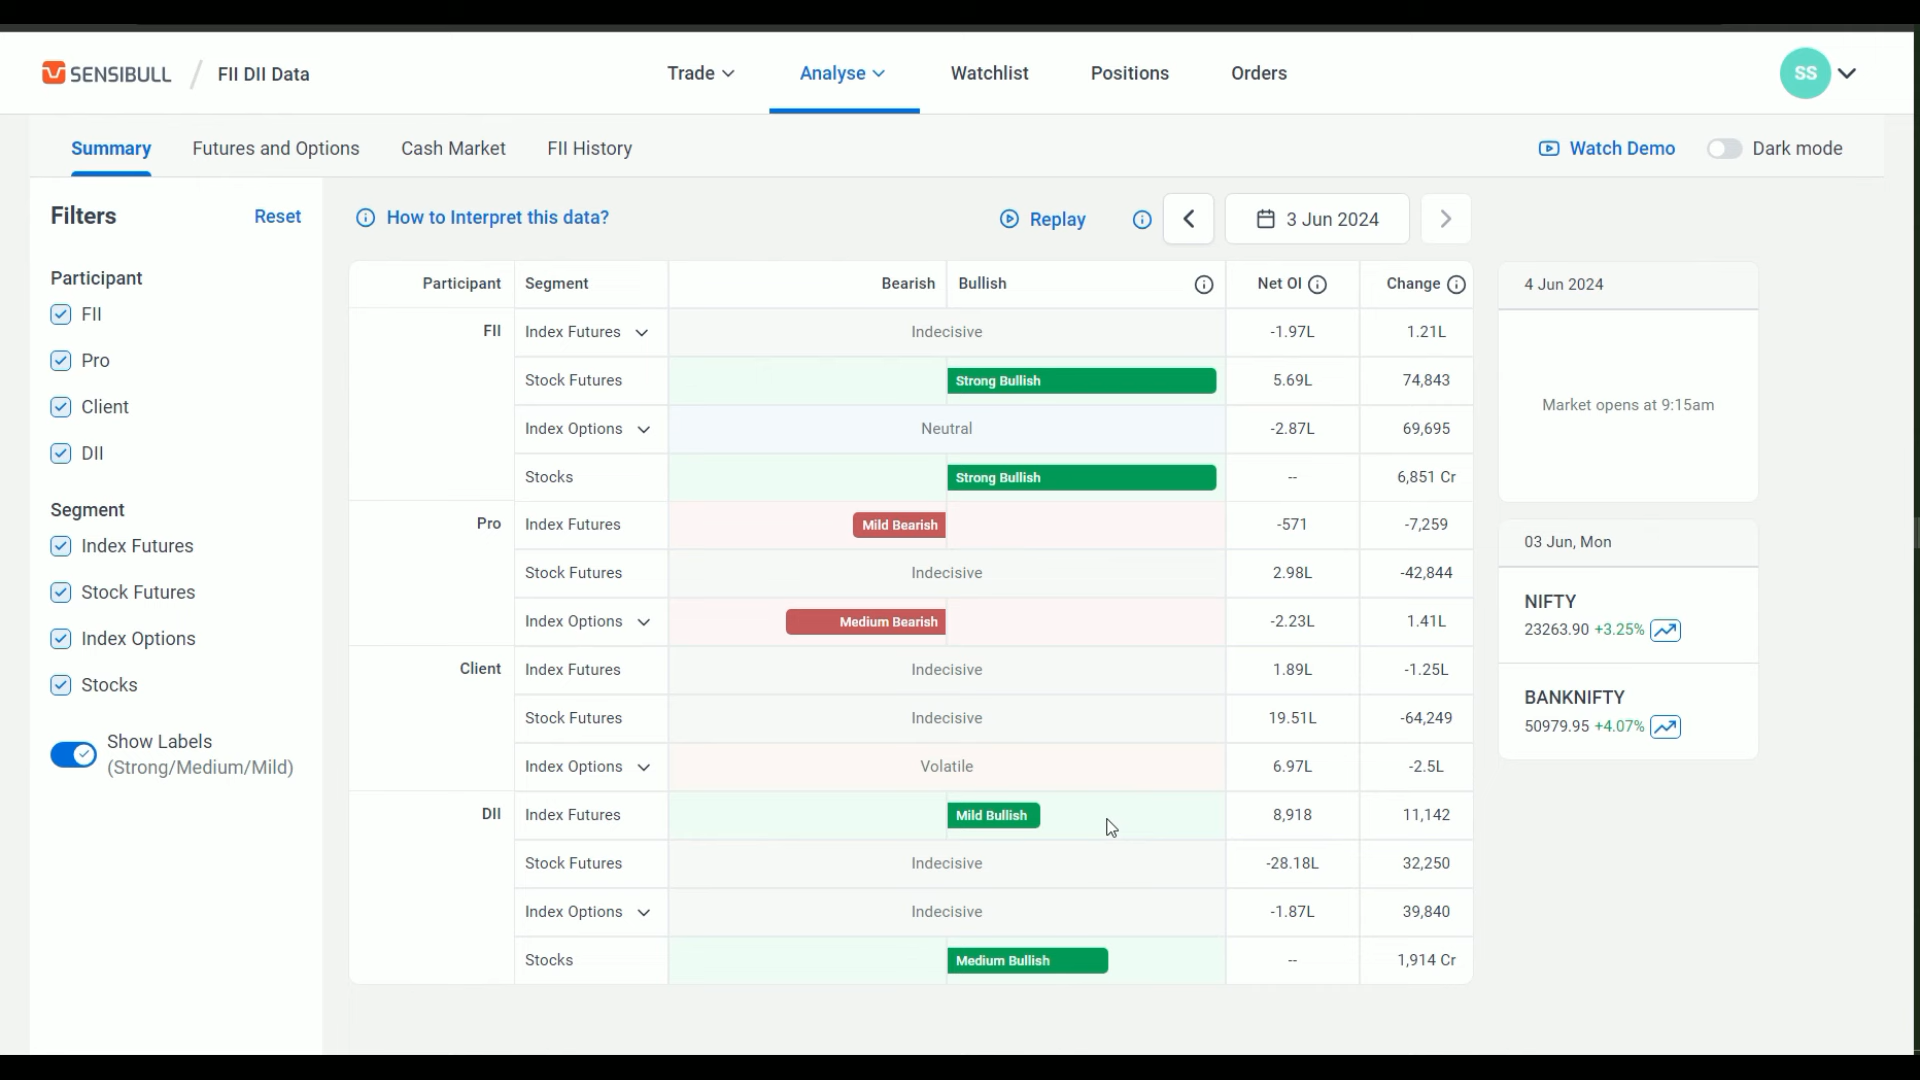 SENSIBULL / FII DII Data Trade Analyse Watchlist Positions Orders SS
Summary Futures and Options Cash Market FII History Watch Demo Dark mode
Filters Reset
Participant
FII
Pro
Client
DII
Segment
Index Futures
Stock Futures
Index Options
Stocks
Show Labels
(Strong/Medium/Mild)
How to Interpret this data? Replay 3 Jun 2024
Participant Segment Bearish Bullish Net OI Change
FII Index Futures Indecisive -1.97L 1.21L
Stock Futures Strong Bullish 5.69L 74,843
Index Options Neutral -2.87L 69,695
Stocks Strong Bullish -- 6,851 Cr
Pro Index Futures Mild Bearish -571 -7,259
Stock Futures Indecisive 2.98L -42,844
Index Options Medium Bearish -2.23L 1.41L
Client Index Futures Indecisive 1.89L -1.25L
Stock Futures Indecisive 19.51L -64,249
Index Options Volatile 6.97L -2.5L
DII Index Futures Mild Bullish 8,918 11,142
Stock Futures Indecisive -28.18L 32,250
Index Options Indecisive -1.87L 39,840
Stocks Medium Bullish -- 1,914 Cr
4 Jun 2024
Market opens at 9:15am
03 Jun, Mon
NIFTY
23263.90 +3.25%
BANKNIFTY
50979.95 +4.07%